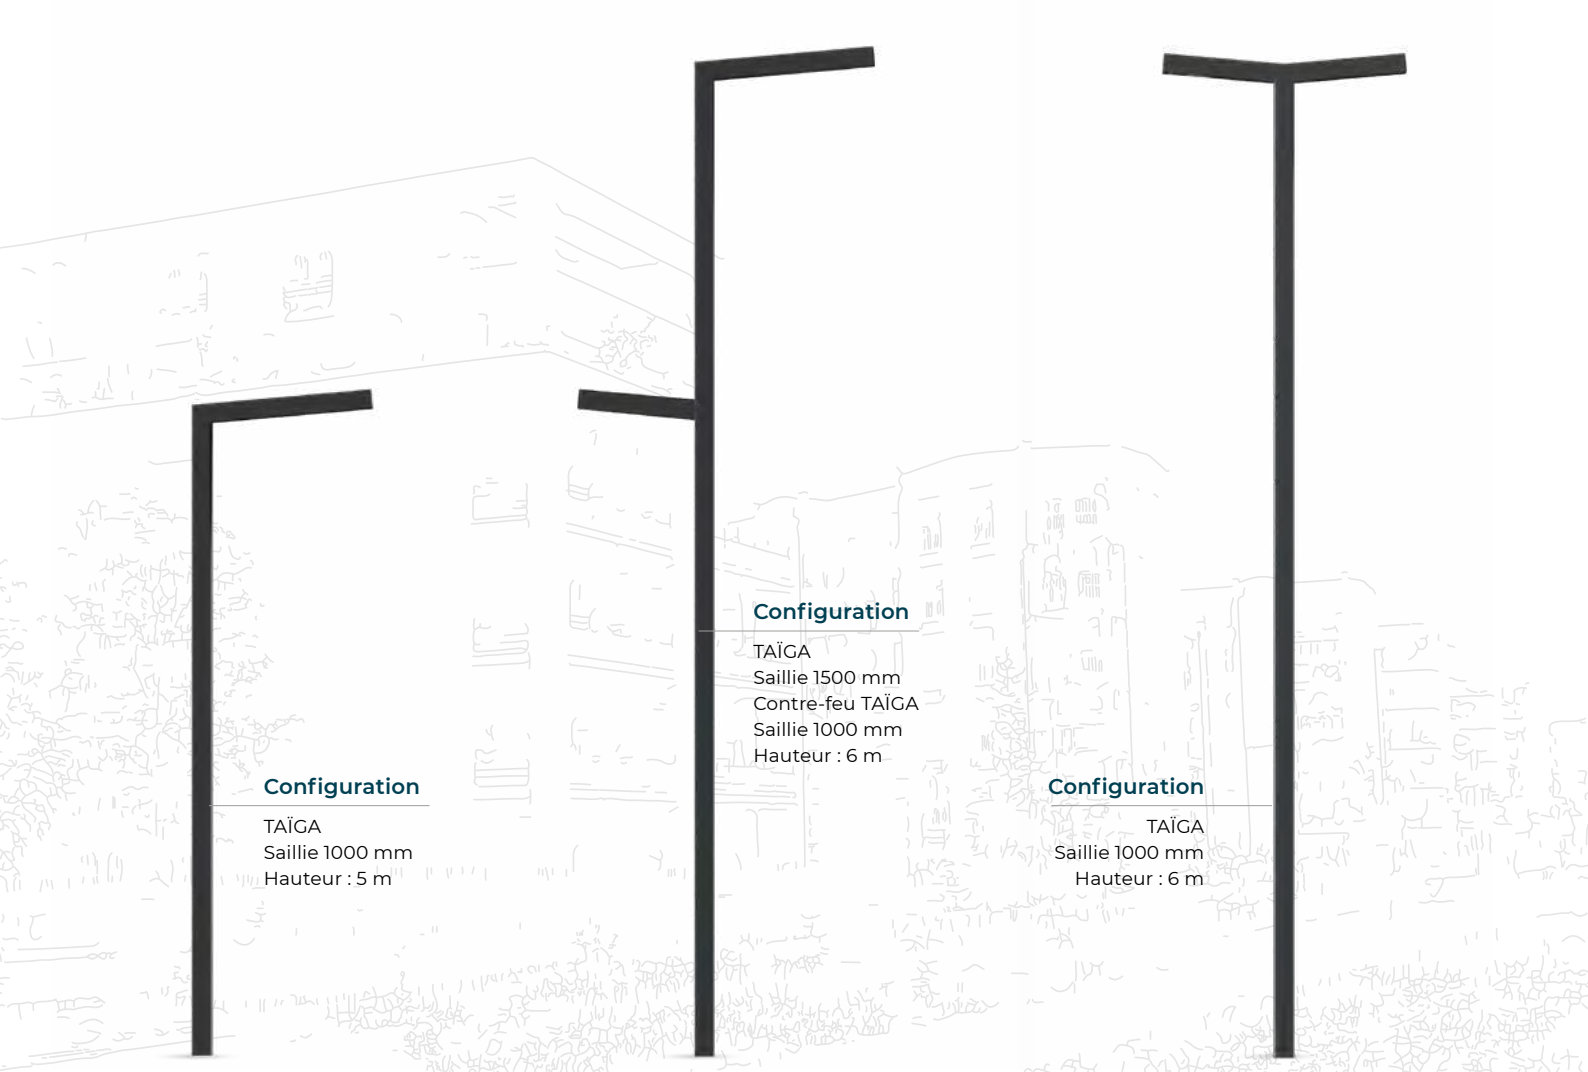 Configuration
TAÏGA
Saillie 1000 mm
Hauteur : 5 m
Configuration
TAÏGA
Saillie 1500 mm
Contre-feu TAÏGA
Saillie 1000 mm
Hauteur : 6 m
Configuration
TAÏGA
Saillie 1000 mm
Hauteur : 6 m